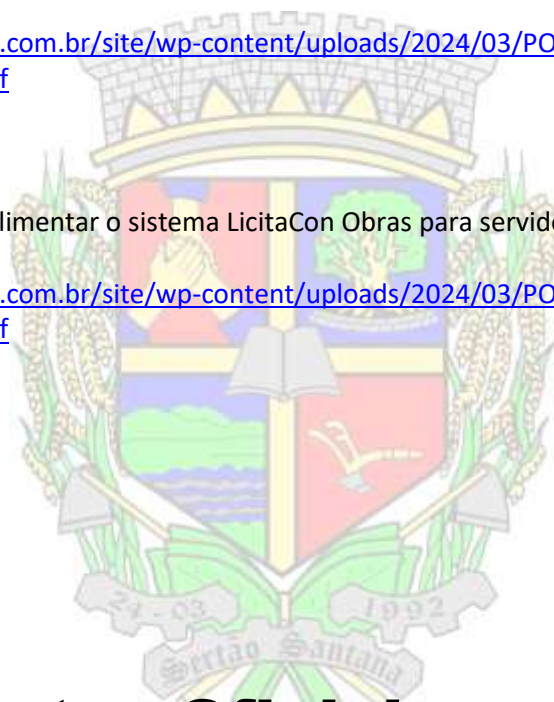 .com.br/site/wp-content/uploads/2024/03/PO
f
limentar o sistema LicitaCon Obras para servid
.com.br/site/wp-content/uploads/2024/03/PO
f
24-03 1992
Sertão Santana